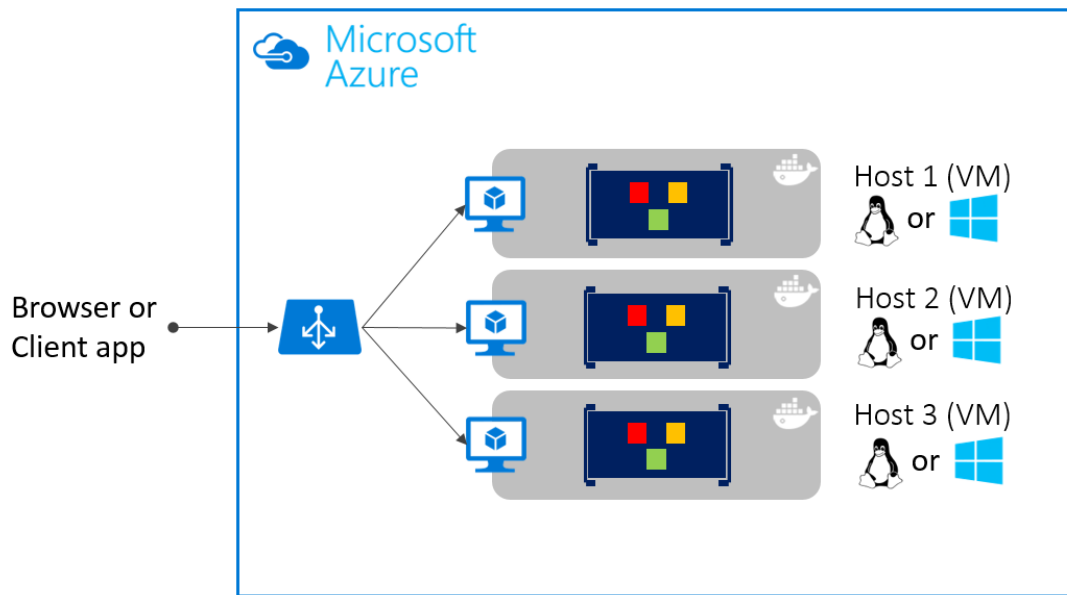 Microsoft
Azure
Host 1 (VM)
or
Host 2 (VM)
or
Browser or
Client app
Host 3 (VM)
or